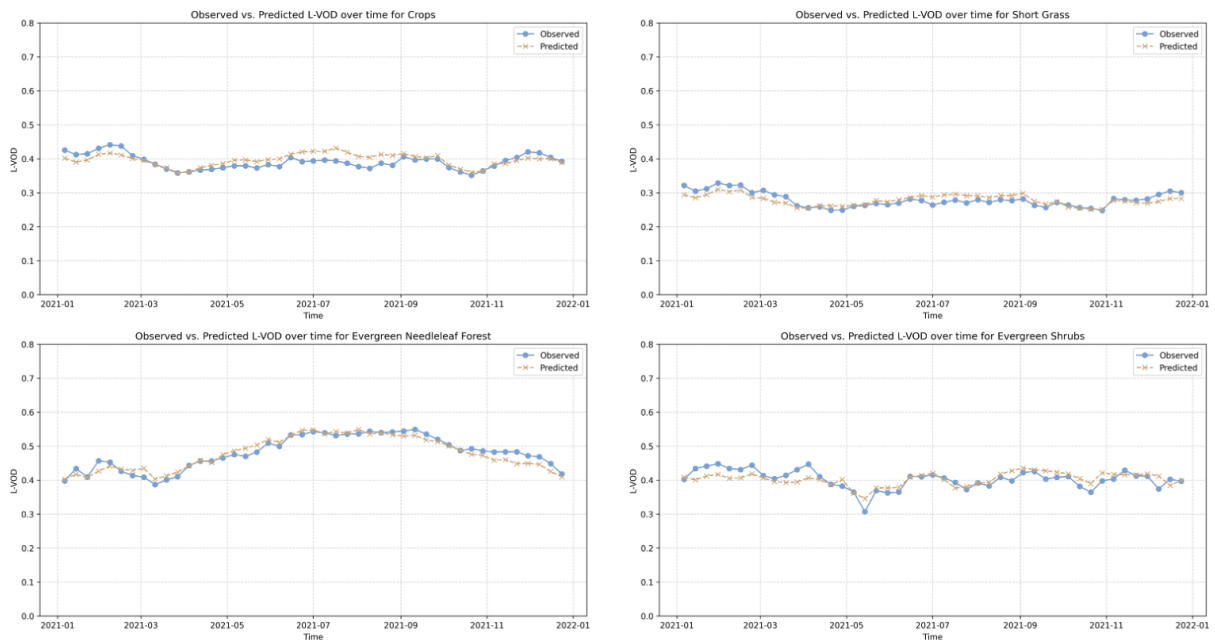 Observed vs. Predicted L-VOD over time for Crops
0.8
0.7
0.6
0.5
0.4
0.3
0.2
0.1
0.0
L-VOD
Observed
Predicted
2021-01 2021-03 2021-05 2021-07 2021-09 2021-11 2022-01
Time
Observed vs. Predicted L-VOD over time for Short Grass
0.8
0.7
0.6
0.5
0.4
0.3
0.2
0.1
0.0
L-VOD
Observed
Predicted
2021-01 2021-03 2021-05 2021-07 2021-09 2021-11 2022-01
Time
Observed vs. Predicted L-VOD over time for Evergreen Needleleaf Forest
0.8
0.7
0.6
0.5
0.4
0.3
0.2
0.1
0.0
L-VOD
Observed
Predicted
2021-01 2021-03 2021-05 2021-07 2021-09 2021-11 2022-01
Time
Observed vs. Predicted L-VOD over time for Evergreen Shrubs
0.8
0.7
0.6
0.5
0.4
0.3
0.2
0.1
0.0
L-VOD
Observed
Predicted
2021-01 2021-03 2021-05 2021-07 2021-09 2021-11 2022-01
Time